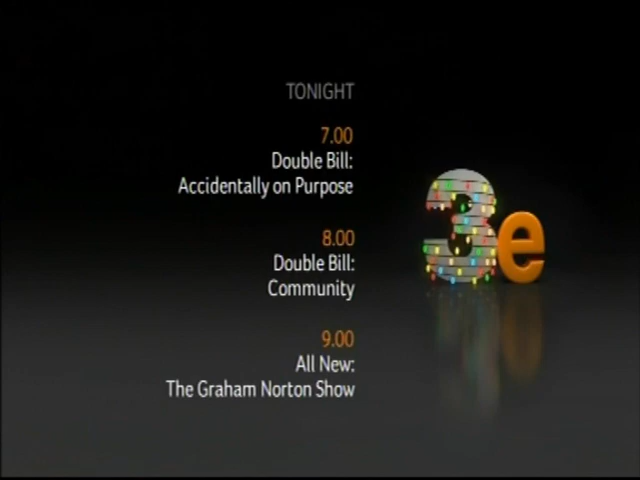 TONIGHT
7.00
Double Bill:
Accidentally on Purpose
8.00
Double Bill:
Community
9.00
All New:
The Graham Norton Show
3e